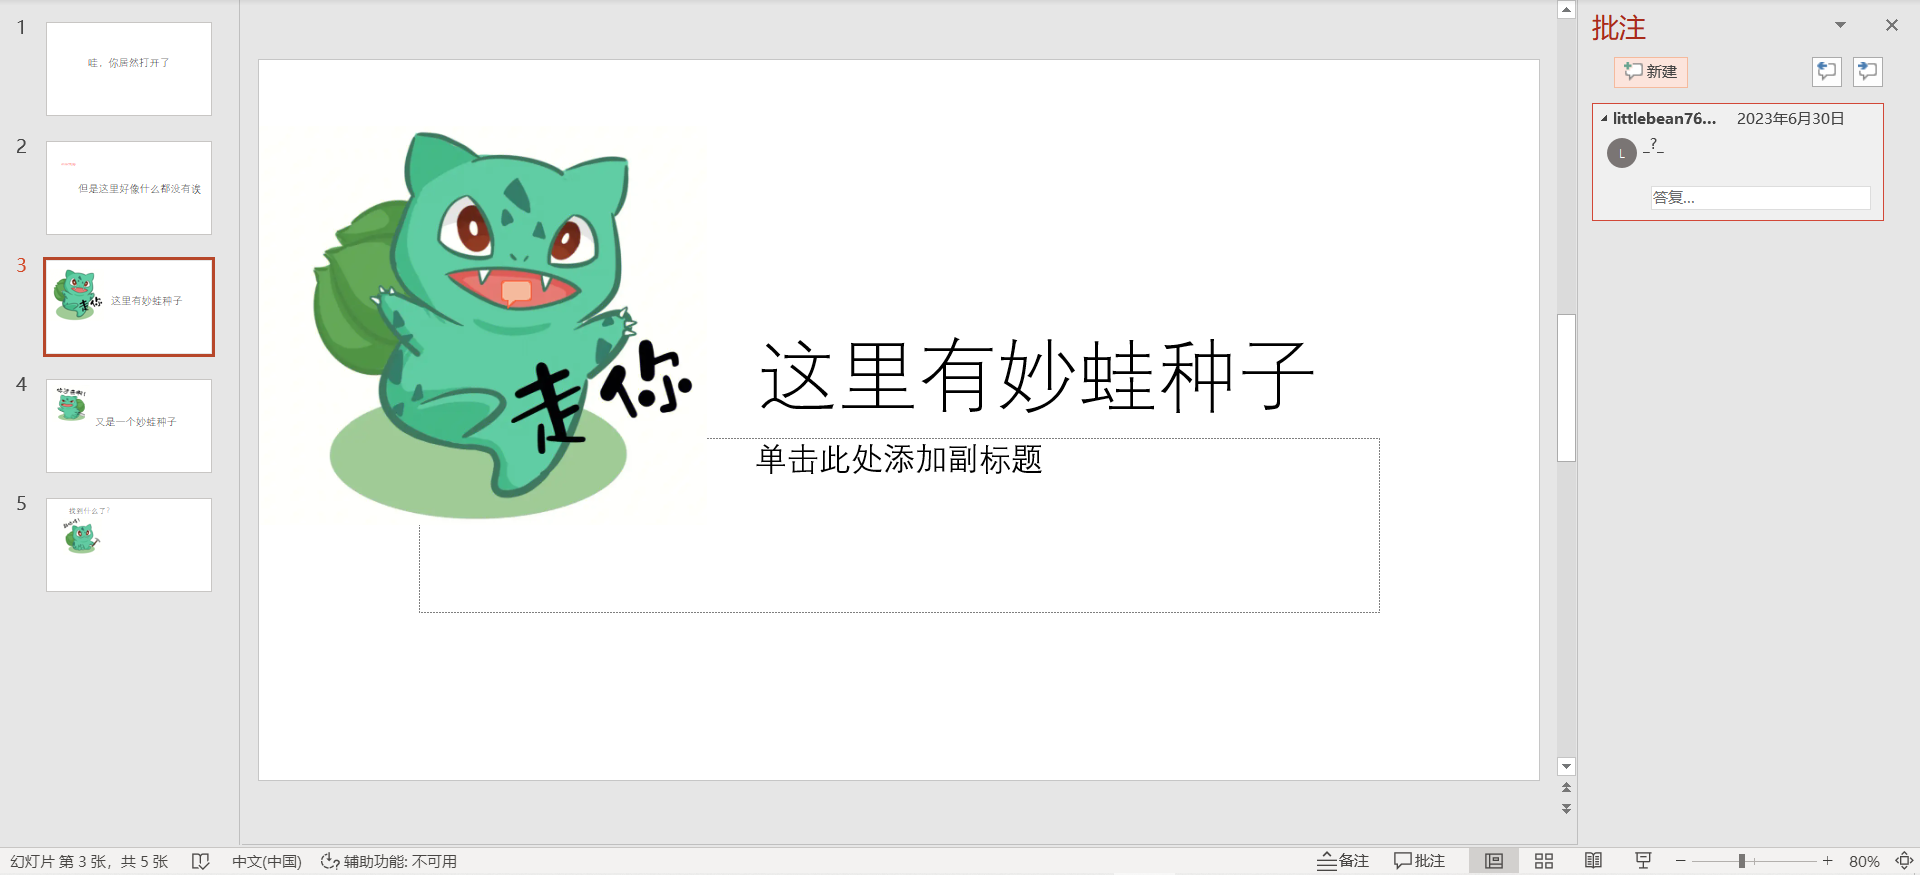 1
哇，你居然打开了
2
但是这里好像什么都没有诶
3
走你
这里有妙蛙种子
4
又是一个妙蛙种子
5
找到什么了？
走你
这里有妙蛙种子
单击此处添加副标题
批注
新建
littlebean76...
2023年6月30日
L
_?_
答复...
幻灯片 第 3 张，共 5 张
中文(中国)
辅助功能: 不可用
备注
批注
80%